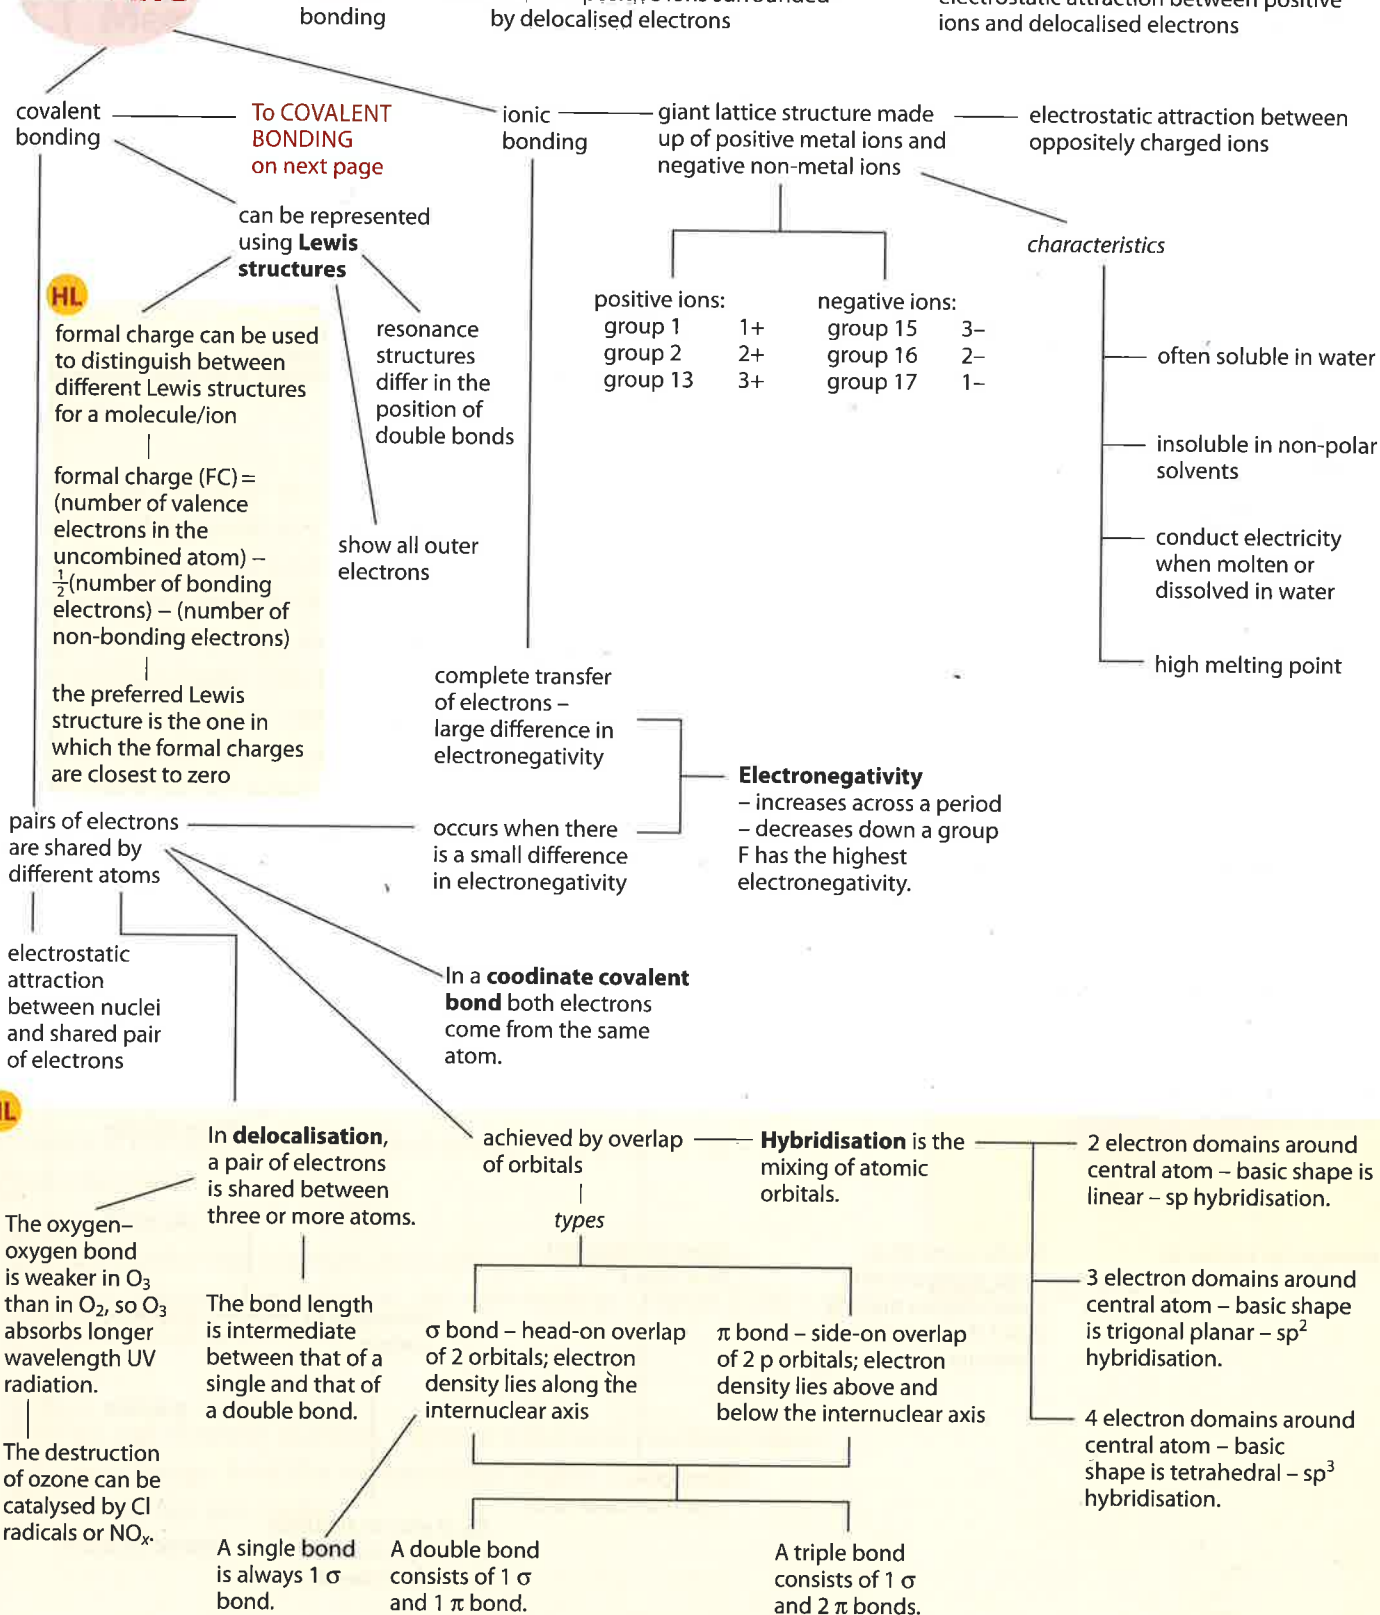 bonding
by delocalised electrons
ions and delocalised electrons
covalent
bonding
To COVALENT
BONDING
on next page
ionic
bonding
giant lattice structure made
up of positive metal ions and
negative non-metal ions
electrostatic attraction between
oppositely charged ions
can be represented
using Lewis
structures
characteristics
HL
formal charge can be used
to distinguish between
different Lewis structures
for a molecule/ion
resonance
structures
differ in the
position of
double bonds
positive ions:
group 1 1+
group 2 2+
group 13 3+
negative ions:
group 15 3–
group 16 2–
group 17 1–
often soluble in water
insoluble in non-polar
solvents
conduct electricity
when molten or
dissolved in water
high melting point
formal charge (FC) =
(number of valence
electrons in the
uncombined atom) –
½(number of bonding
electrons) – (number of
non-bonding electrons)
show all outer
electrons
the preferred Lewis
structure is the one in
which the formal charges
are closest to zero
complete transfer
of electrons –
large difference in
electronegativity
Electronegativity
– increases across a period
– decreases down a group
F has the highest
electronegativity.
pairs of electrons
are shared by
different atoms
occurs when there
is a small difference
in electronegativity
electrostatic
attraction
between nuclei
and shared pair
of electrons
In a coodinate covalent
bond both electrons
come from the same
atom.
In delocalisation,
a pair of electrons
is shared between
three or more atoms.
achieved by overlap
of orbitals
types
Hybridisation is the
mixing of atomic
orbitals.
2 electron domains around
central atom – basic shape is
linear – sp hybridisation.
3 electron domains around
central atom – basic shape
is trigonal planar – sp²
hybridisation.
4 electron domains around
central atom – basic
shape is tetrahedral – sp³
hybridisation.
The oxygen–
oxygen bond
is weaker in O₃
than in O₂, so O₃
absorbs longer
wavelength UV
radiation.
The bond length
is intermediate
between that of a
single and that of
a double bond.
σ bond – head-on overlap
of 2 orbitals; electron
density lies along the
internuclear axis
π bond – side-on overlap
of 2 p orbitals; electron
density lies above and
below the internuclear axis
The destruction
of ozone can be
catalysed by Cl
radicals or NOₓ.
A single bond
is always 1 σ
bond.
A double bond
consists of 1 σ
and 1 π bond.
A triple bond
consists of 1 σ
and 2 π bonds.